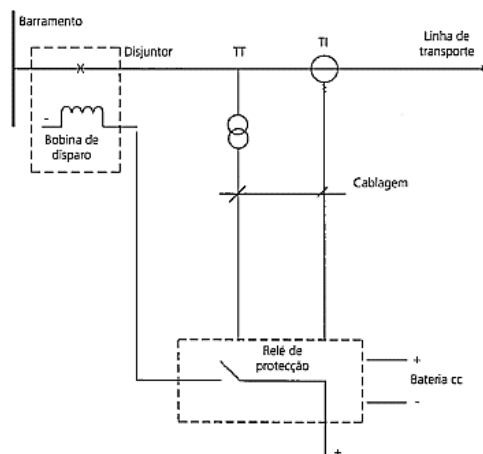 Barramento
Disjuntor
TT
TI
Linha de
transporte
-
Bobina de
disparo
Cablagem
Relé de
protecção
+
Bateria cc
-
+